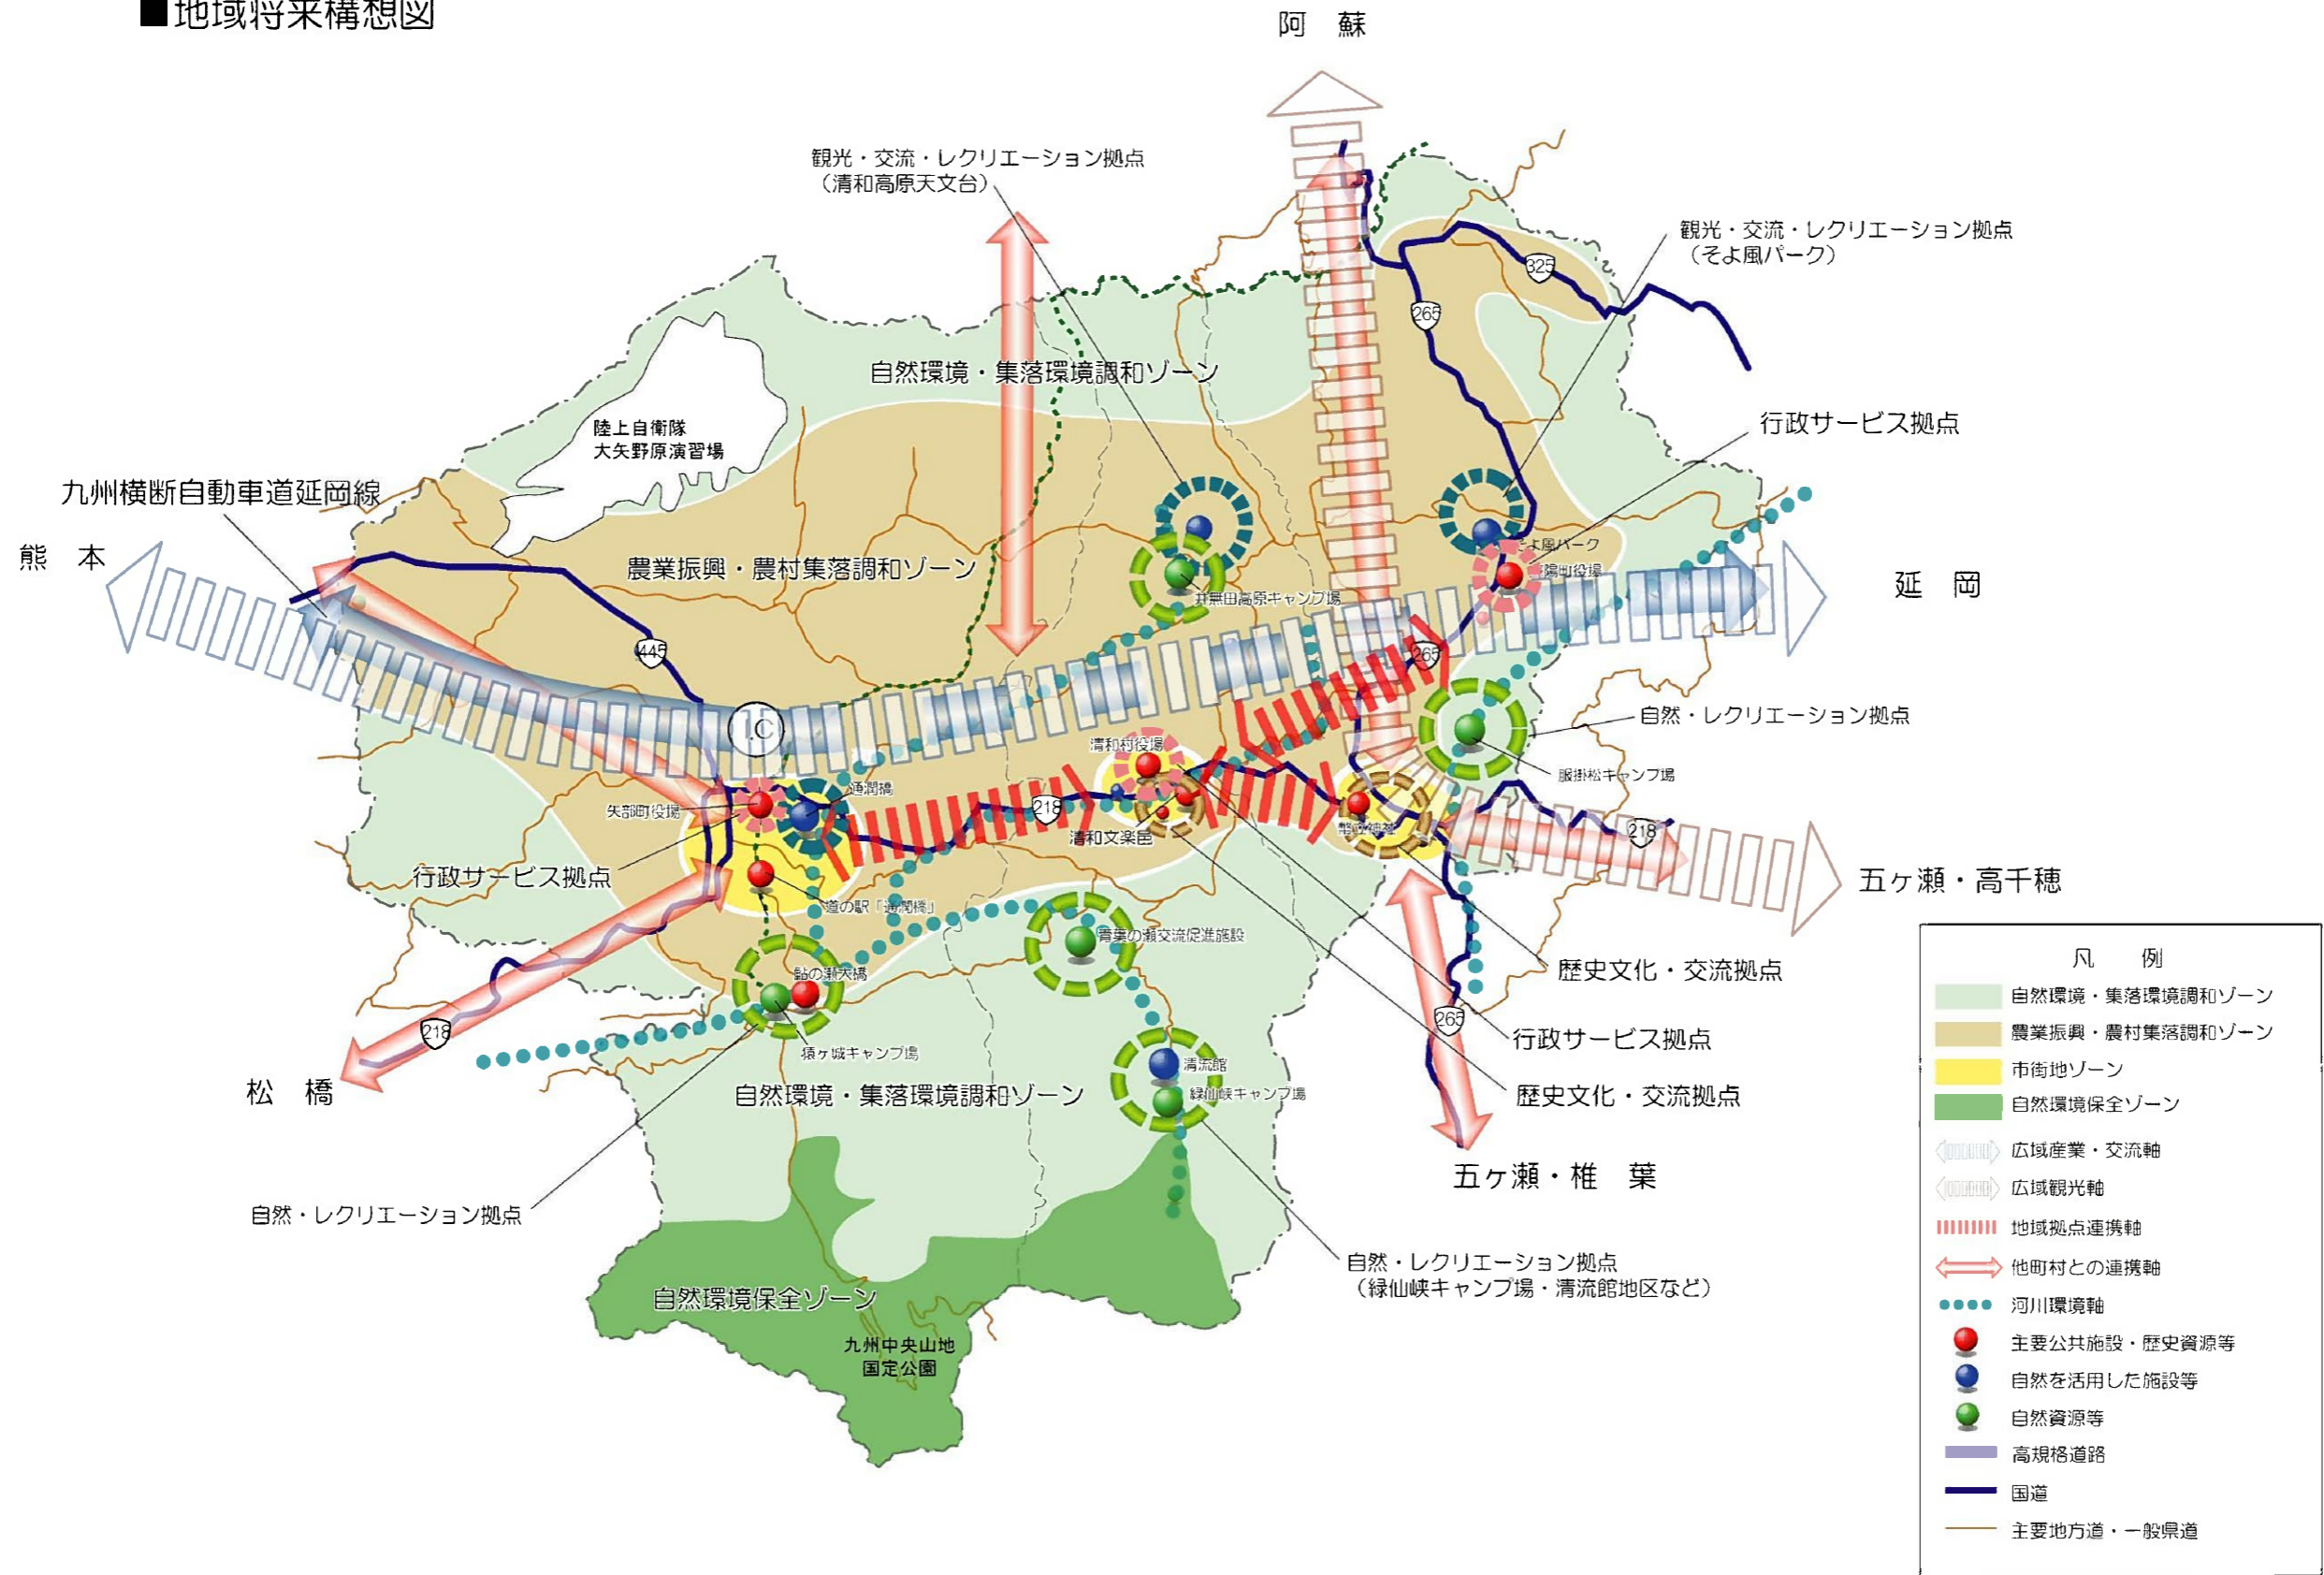 ■地域将来構想図
阿　蘇
観光・交流・レクリエーション拠点
（清和高原天文台）
観光・交流・レクリエーション拠点
（そよ風パーク）
325
265
自然環境・集落環境調和ゾーン
陸上自衛隊
大矢野原演習場
行政サービス拠点
九州横断自動車道延岡線
熊　本
農業振興・農村集落調和ゾーン
そよ風パーク
延　岡
井無田高原キャンプ場
445
265
自然・レクリエーション拠点
I.C
清和村役場
服掛松キャンプ場
通潤橋
矢部町役場
218
218
清和文楽邑
幣立神社
行政サービス拠点
五ヶ瀬・高千穂
道の駅「通潤橋」
青葉の瀬交流促進施設
歴史文化・交流拠点
鮎の瀬大橋
218
265
行政サービス拠点
猿ヶ城キャンプ場
清流館
松　橋
自然環境・集落環境調和ゾーン
緑仙峡キャンプ場
歴史文化・交流拠点
五ヶ瀬・椎　葉
自然・レクリエーション拠点
自然・レクリエーション拠点
（緑仙峡キャンプ場・清流館地区など）
自然環境保全ゾーン
九州中央山地
国定公園
凡　例
自然環境・集落環境調和ゾーン
農業振興・農村集落調和ゾーン
市街地ゾーン
自然環境保全ゾーン
広域産業・交流軸
広域観光軸
地域拠点連携軸
他町村との連携軸
河川環境軸
主要公共施設・歴史資源等
自然を活用した施設等
自然資源等
高規格道路
国道
主要地方道・一般県道